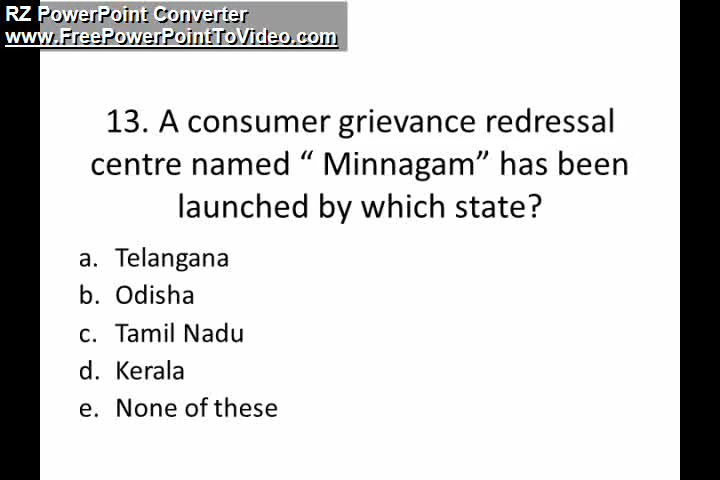 RZ PowerPoint Converter
www.FreePowerPointToVideo.com
13. A consumer grievance redressal
centre named “ Minnagam” has been
launched by which state?
a. Telangana
b. Odisha
c. Tamil Nadu
d. Kerala
e. None of these